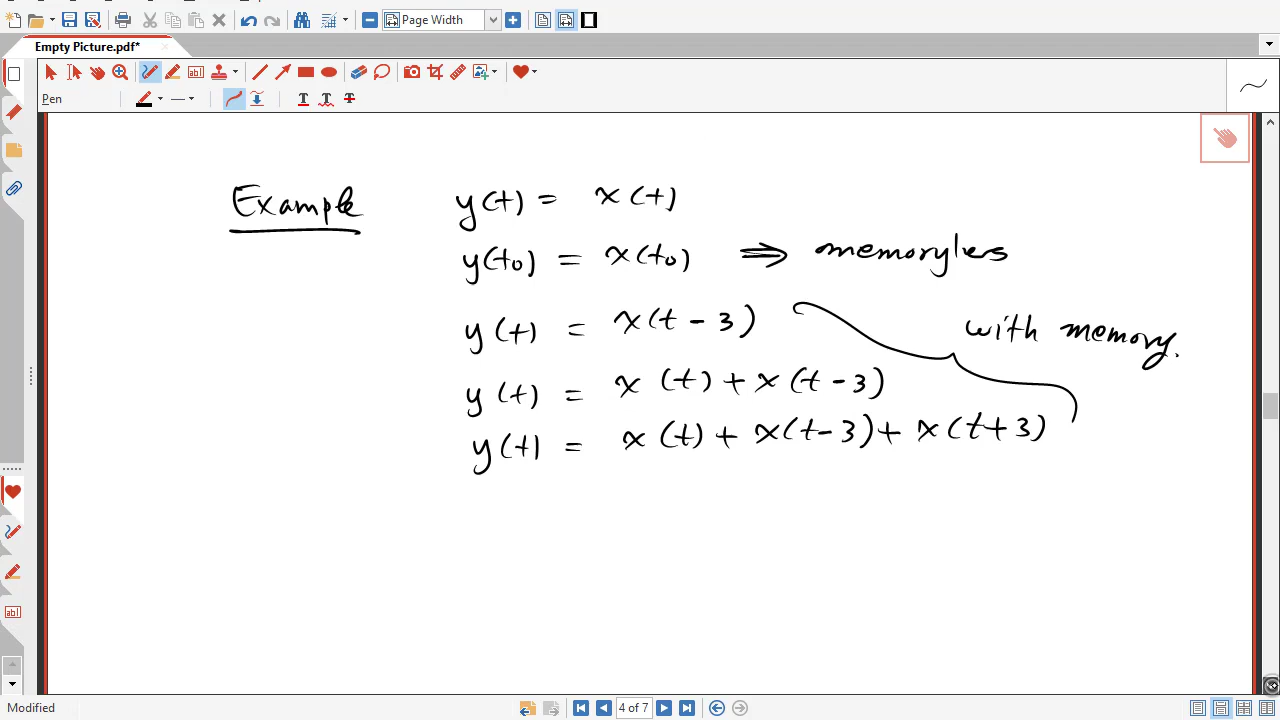 Page Width
Empty Picture.pdf*
Pen
Example y(t) = x(t)
y(t0) = x(t0) ⇒ memoryless
y(t) = x(t-3)
with memory.
y(t) = x(t) + x(t-3)
y(t) = x(t) + x(t-3) + x(t+3)
Modified
4 of 7